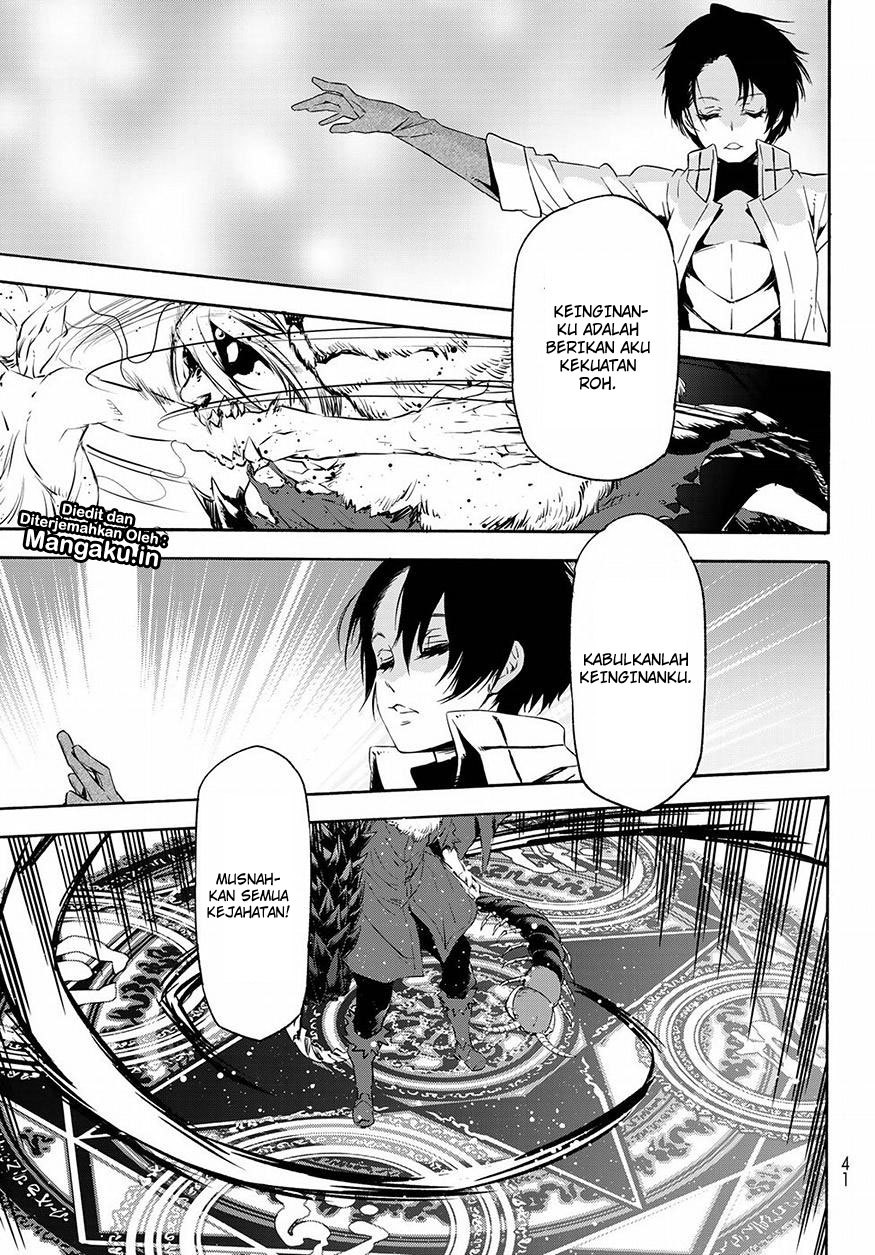 KEINGINAN-
KU ADALAH
BERIKAN AKU
KEKUATAN
ROH.
Diedit dan
Diterjemahkan Oleh :
Mangaku.in
KABULKANLAH
KEINGINANKU.
MUSNAH-
KAN SEMUA
KEJAHATAN!
41